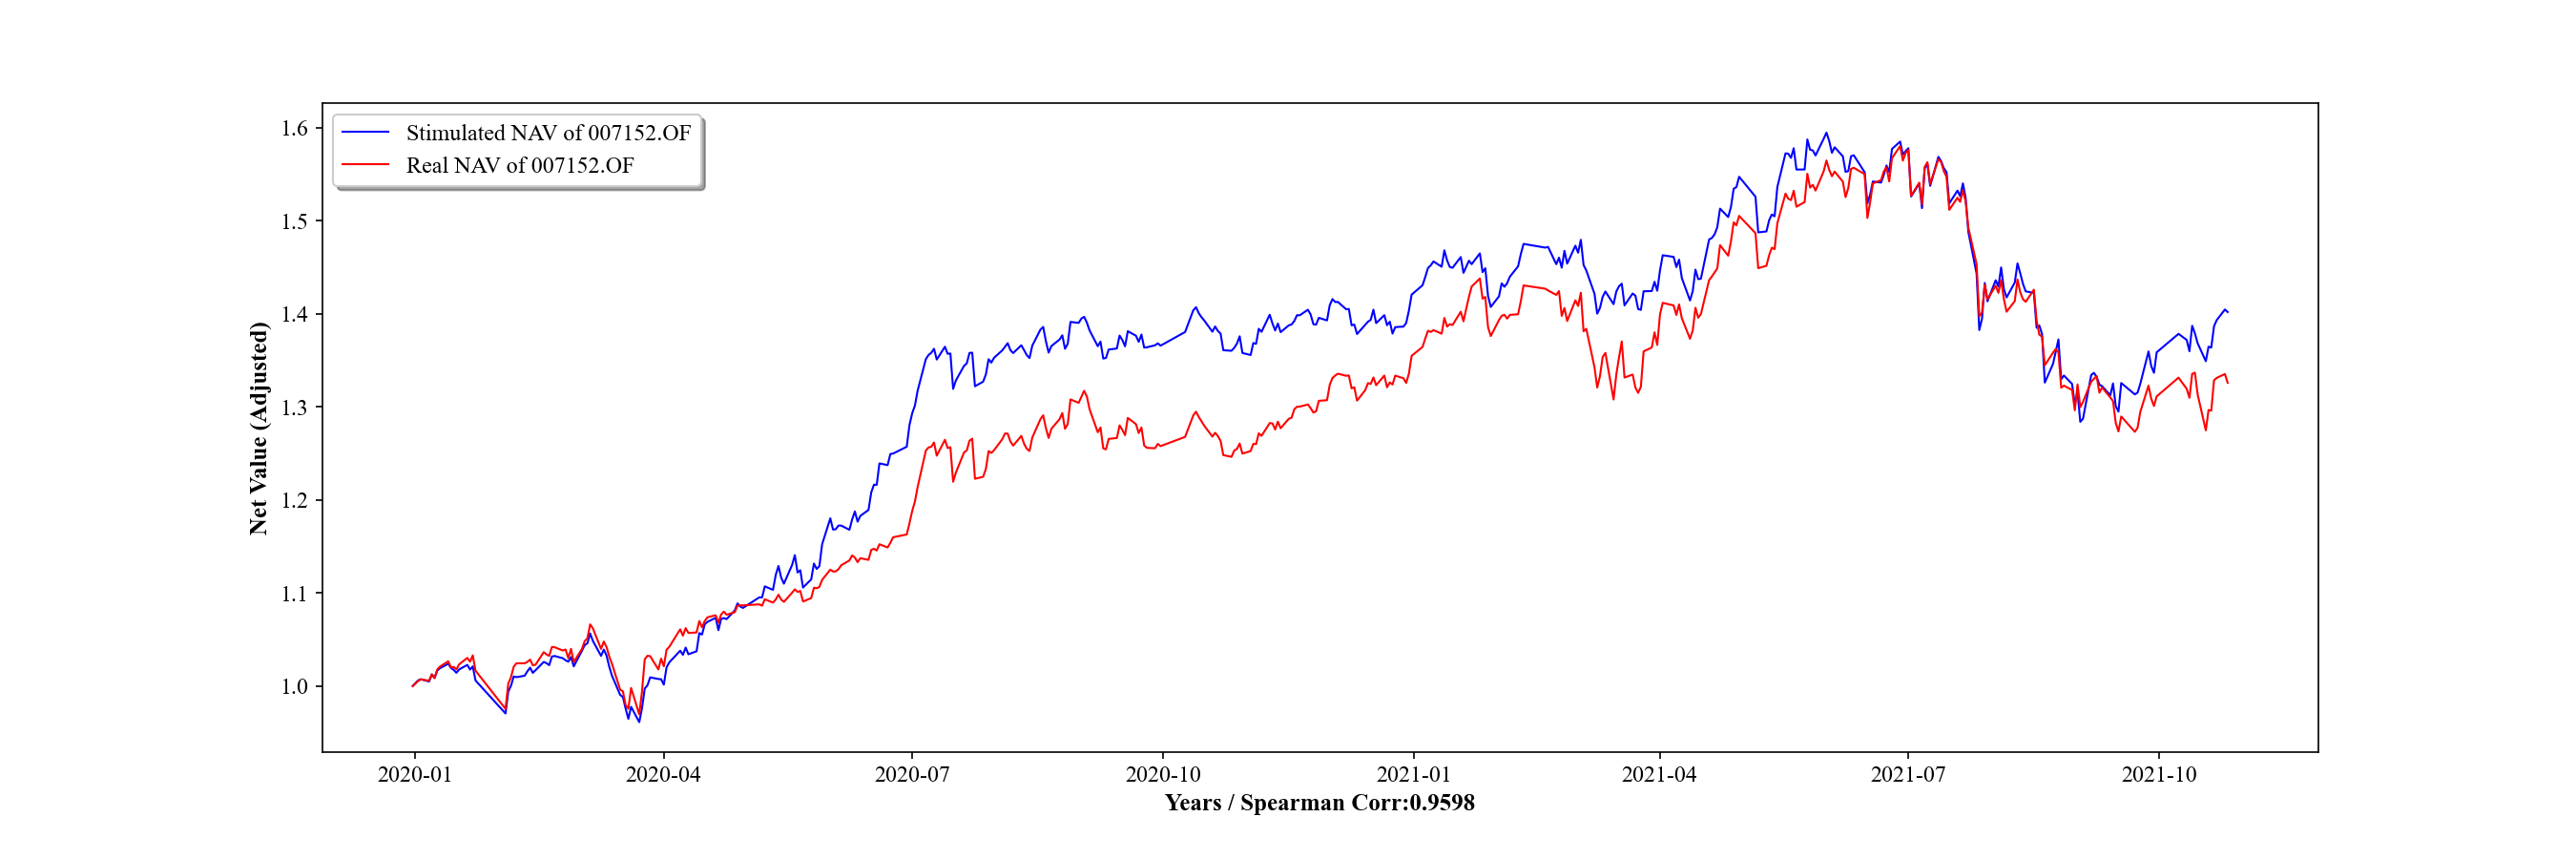 Stimulated NAV of 007152.OF
Real NAV of 007152.OF
Net Value (Adjusted)
1.6
1.5
1.4
1.3
1.2
1.1
1.0
2020-01 2020-04 2020-07 2020-10 2021-01 2021-04 2021-07 2021-10
Years / Spearman Corr:0.9598